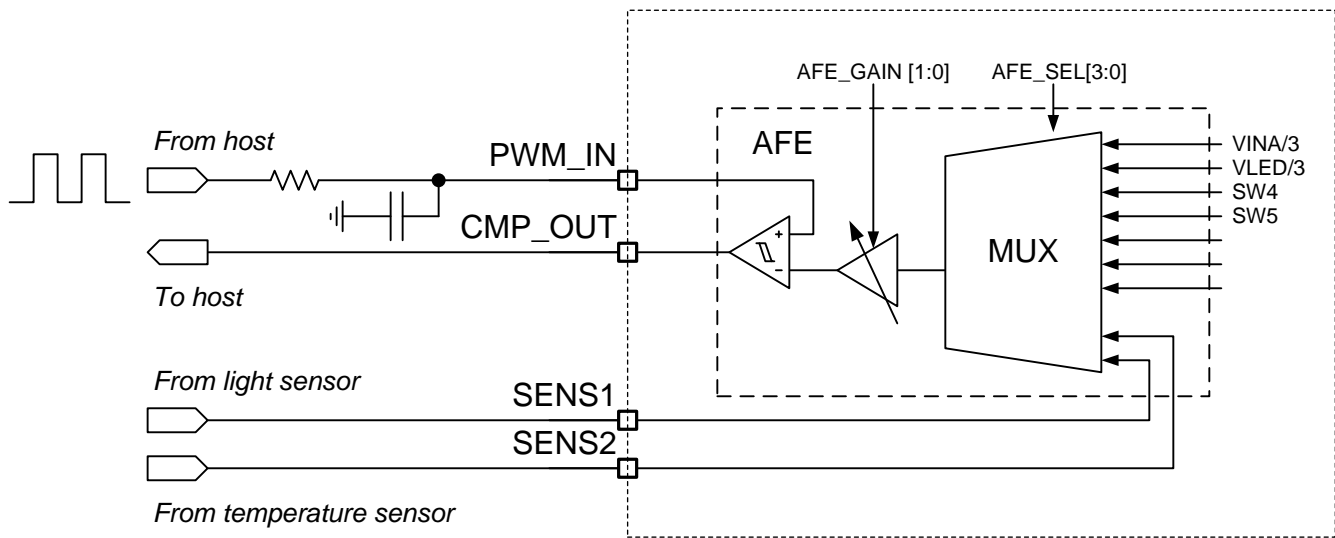 AFE_GAIN [1:0]
AFE_SEL[3:0]
From host
PWM_IN
AFE
VINA/3
VLED/3
SW4
SW5
CMP_OUT
+
-
MUX
To host
From light sensor
SENS1
SENS2
From temperature sensor